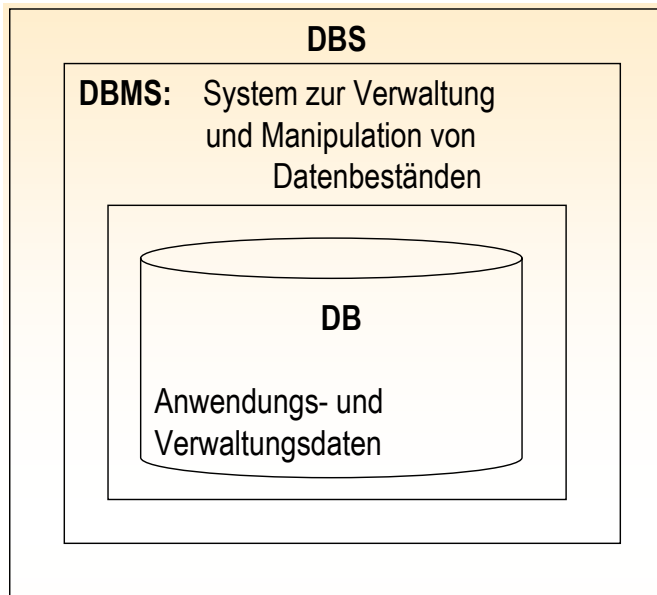 DBS
DBMS: System zur Verwaltung
und Manipulation von
Datenbeständen
DB
Anwendungs- und
Verwaltungsdaten